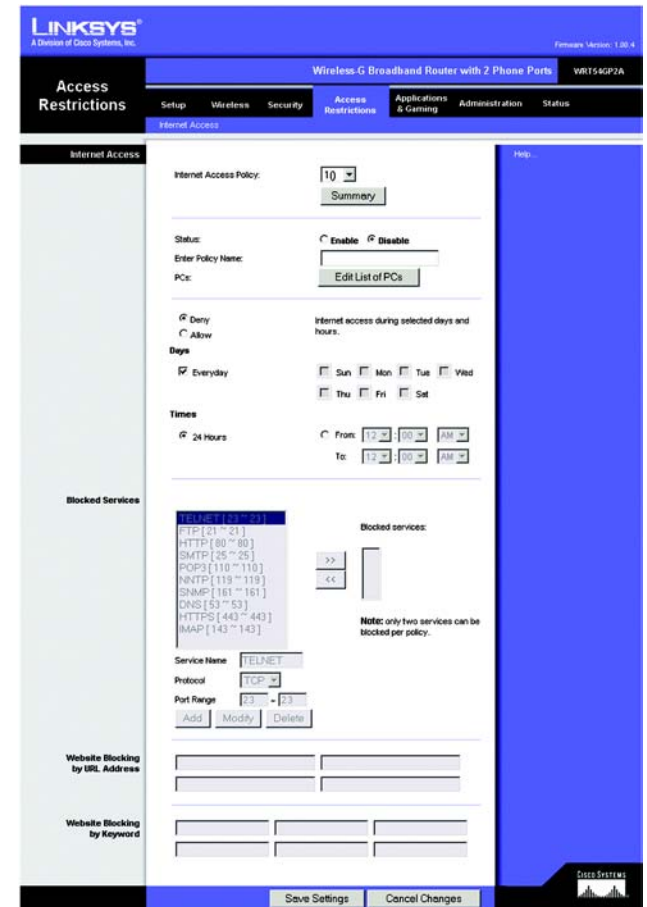 LINKSYS®
A Division of Cisco Systems, Inc.
Firmware Version: 1.00.4
Wireless-G Broadband Router with 2 Phone Ports WRT54GP2A
Access Restrictions
Setup Wireless Security Access Restrictions Applications & Gaming Administration Status
Internet Access
Internet Access
Help...
Internet Access Policy: 10
Summary
Status: Enable Disable
Enter Policy Name:
PCs: Edit List of PCs
Deny
Allow
Internet access during selected days and
hours.
Days
Everyday Sun Mon Tue Wed
Thu Fri Sat
Times
24 Hours From: 12 : 00 AM
To: 12 : 00 AM
Blocked Services
TELNET [ 23 ~ 23 ]
FTP [ 21 ~ 21 ]
HTTP [ 80 ~ 80 ]
SMTP [ 25 ~ 25 ]
POP3 [ 110 ~ 110 ]
NNTP [ 119 ~ 119 ]
SNMP [ 161 ~ 161 ]
DNS [ 53 ~ 53 ]
HTTPS [ 443 ~ 443 ]
IMAP [ 143 ~ 143 ]
Blocked services:
>>
<<
Note: only two services can be
blocked per policy.
Service Name TELNET
Protocol TCP
Port Range 23 ~ 23
Add Modify Delete
Website Blocking
by URL Address
Website Blocking
by Keyword
Save Settings Cancel Changes
CISCO SYSTEMS